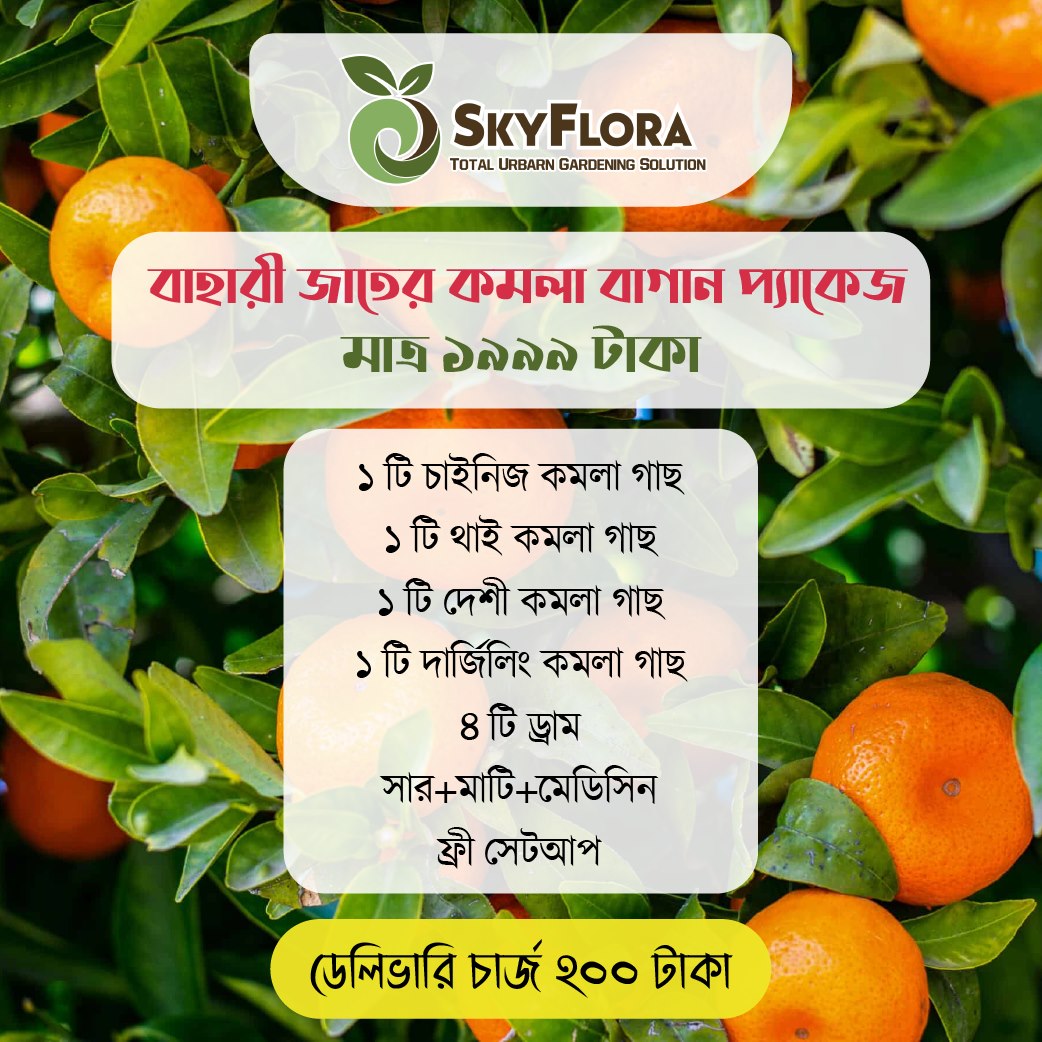 SKYFLORA
TOTAL URBARN GARDENING SOLUTION
বাহারী জাতের কমলা বাগান প্যাকেজ
মাত্র ১৯৯৯ টাকা
১ টি চাইনিজ কমলা গাছ
১ টি থাই কমলা গাছ
১ টি দেশী কমলা গাছ
১ টি দার্জিলিং কমলা গাছ
৪ টি ড্রাম
সার+মাটি+মেডিসিন
ফ্রী সেটআপ
ডেলিভারি চার্জ ২০০ টাকা